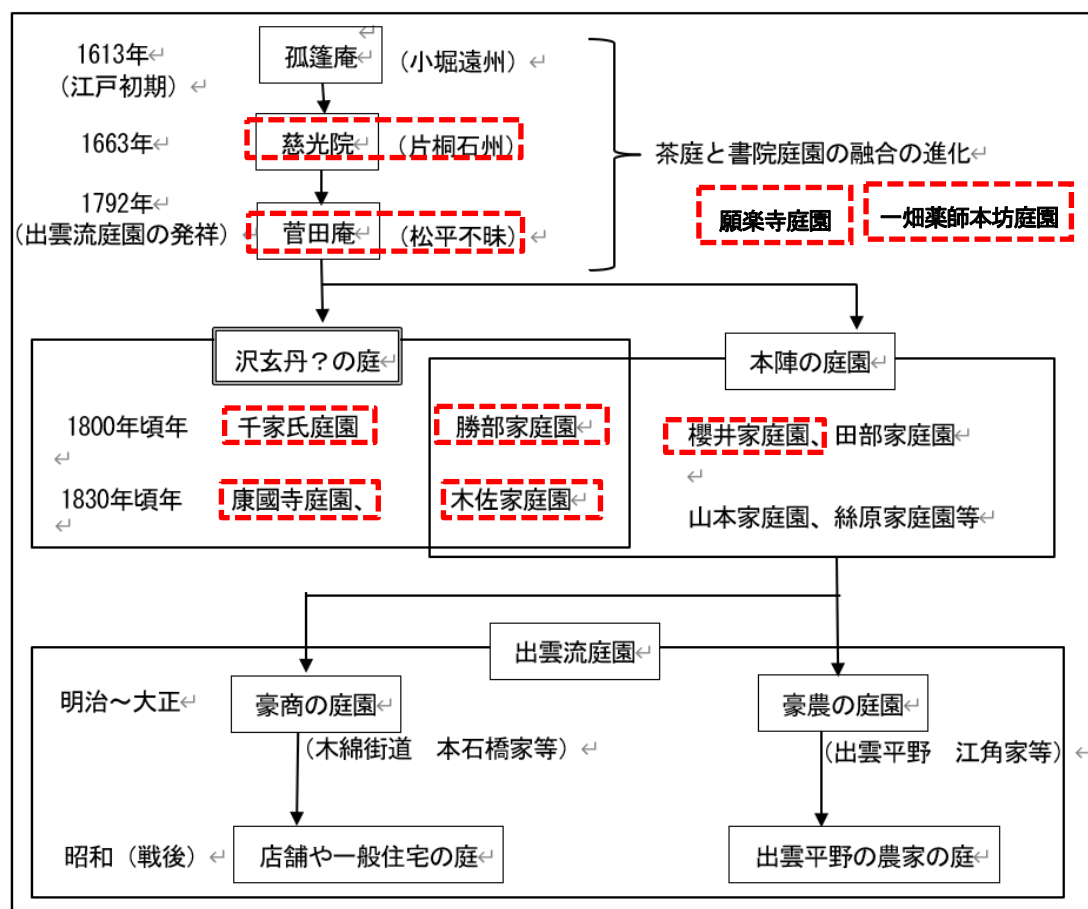 1613年 孤篷庵 (小堀遠州)
(江戸初期)
1663年 慈光院 (片桐石州)
茶庭と書院庭園の融合の進化
1792年
(出雲流庭園の発祥) 菅田庵 (松平不昧)
願楽寺庭園 一畑薬師本坊庭園
沢玄丹？の庭 本陣の庭園
1800年頃年 千家氏庭園 勝部家庭園 櫻井家庭園、田部家庭園
1830年頃年 康國寺庭園、 木佐家庭園 山本家庭園、絲原家庭園等
出雲流庭園
明治～大正 豪商の庭園 豪農の庭園
(木綿街道　本石橋家等) (出雲平野　江角家等)
昭和（戦後） 店舗や一般住宅の庭 出雲平野の農家の庭